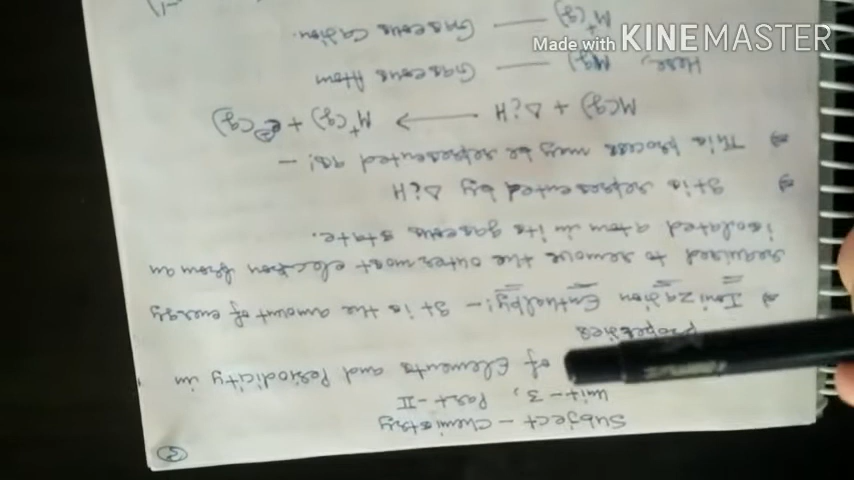 3
Subject - Chemistry
Unit - 3, Part - II
of Elements and Periodicity in
properties
⇒ Ionization Enthalpy :- It is the amount of energy
required to remove the outermost electron from an
isolated atom in its gaseous state.
⇒ It is represented by ΔiH
⇒ This process may be represented as: -
M(g) + ΔiH ⟶ M⁺(g) + e⊖(g)
Here, M(g) — Gaseous Atom
M⁺(g) — Gaseous Cation.
Made with KINEMASTER